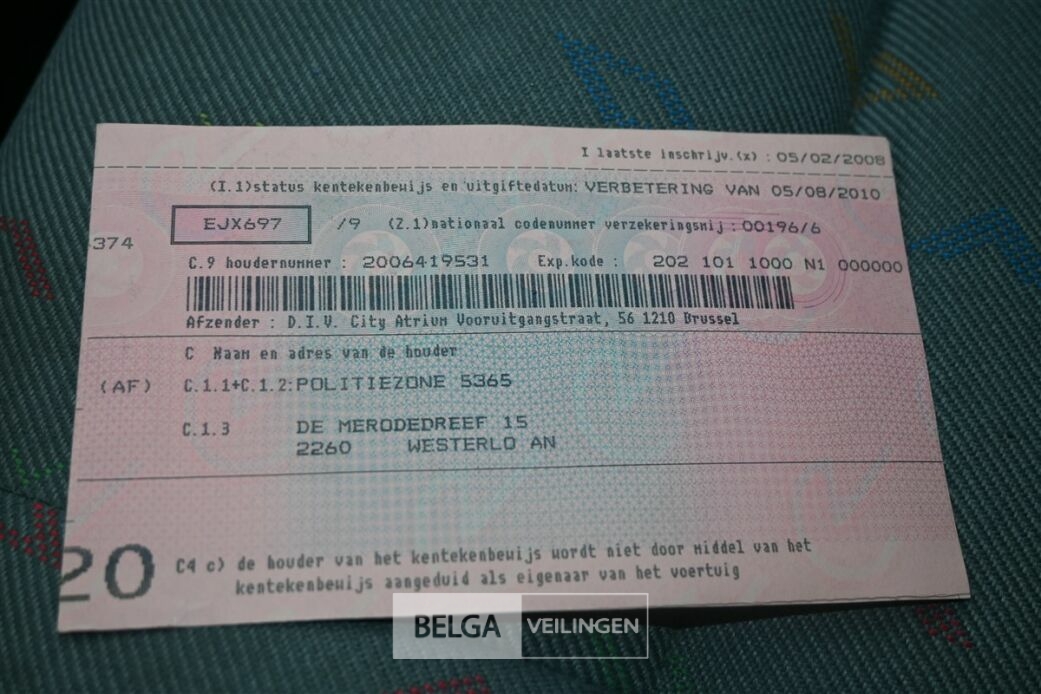 I laatste inschrijv.(x) : 05/02/2008
(I.1)status kentekenbewijs en uitgiftedatum: VERBETERING VAN 05/08/2010
EJX697 /9 (Z.1)nationaal codenummer verzekeringsmij : 00196/6
374
C.9 houdernummer : 2006419531 Exp.kode : 202 101 1000 N1 000000
Afzender : D.I.V. City Atrium Vooruitgangstraat, 56 1210 Brussel
C Naam en adres van de houder
(AF) C.1.1+C.1.2: POLITIEZONE 5365
C.1.3 DE MERODEDREEF 15
2260 WESTERLO AN
20
C4 c) de houder van het kentekenbewijs wordt niet door middel van het
kentekenbewijs aangeduid als eigenaar van het voertuig
BELGA VEILINGEN